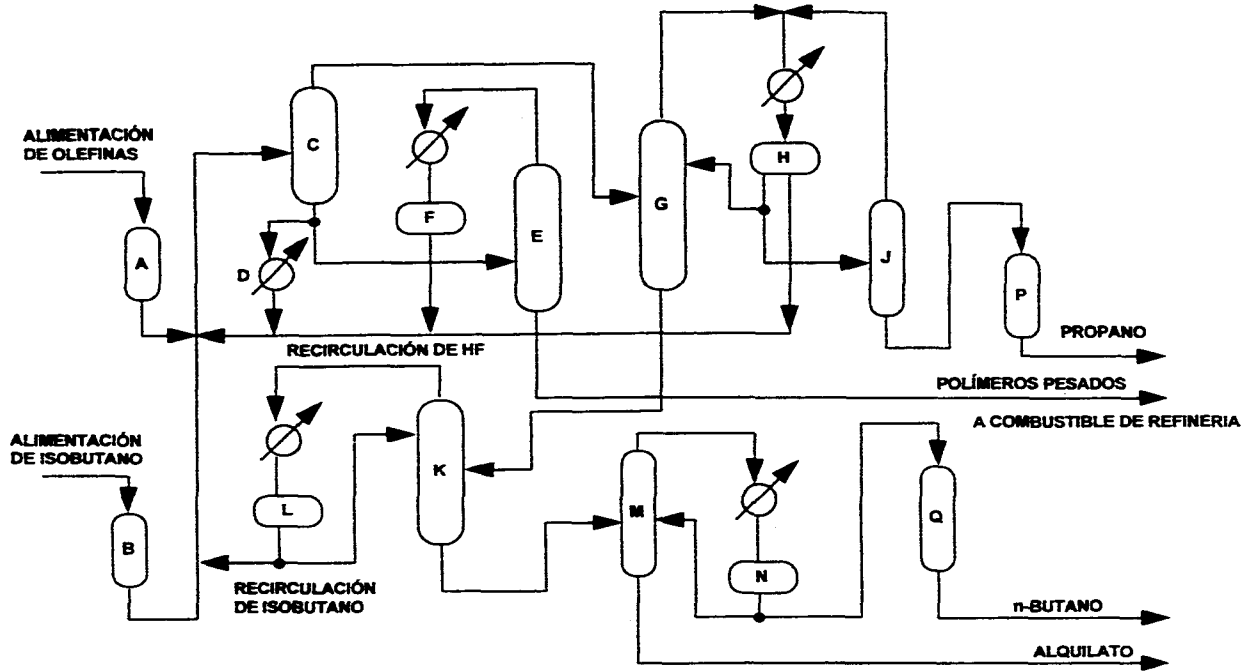 ALIMENTACIÓN
DE OLEFINAS
A
C
D
F
E
G
H
J
P
PROPANO
RECIRCULACIÓN DE HF
POLÍMEROS PESADOS
A COMBUSTIBLE DE REFINERIA
ALIMENTACIÓN
DE ISOBUTANO
B
L
K
RECIRCULACIÓN
DE ISOBUTANO
M
N
Q
n-BUTANO
ALQUILATO